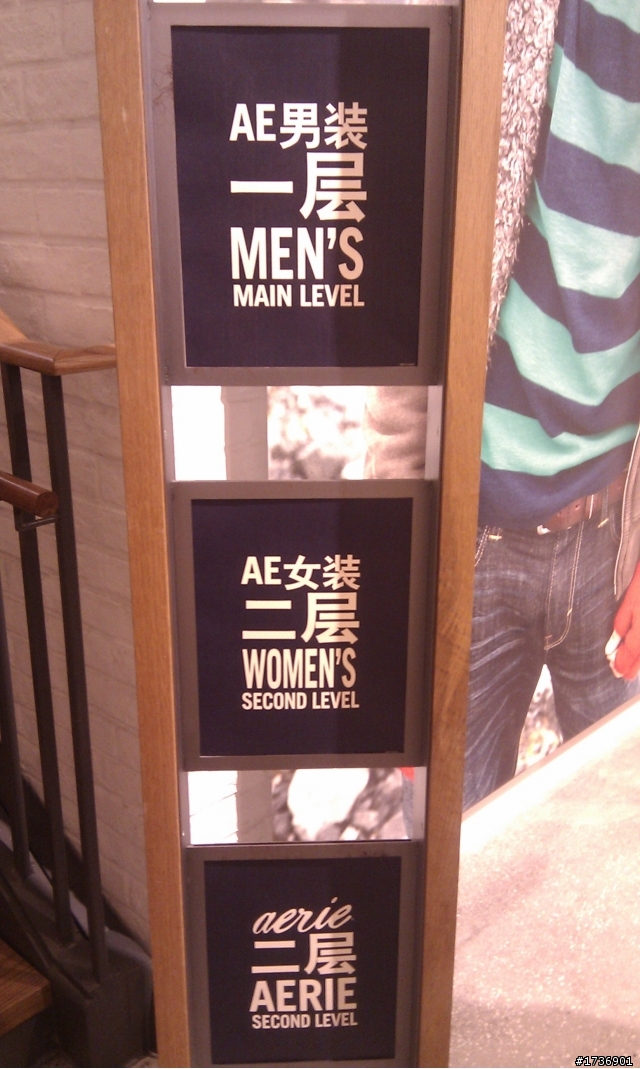 AE男装
一层
MEN'S
MAIN LEVEL
AE女装
二层
WOMEN'S
SECOND LEVEL
aerie
二层
AERIE
SECOND LEVEL
#1736901